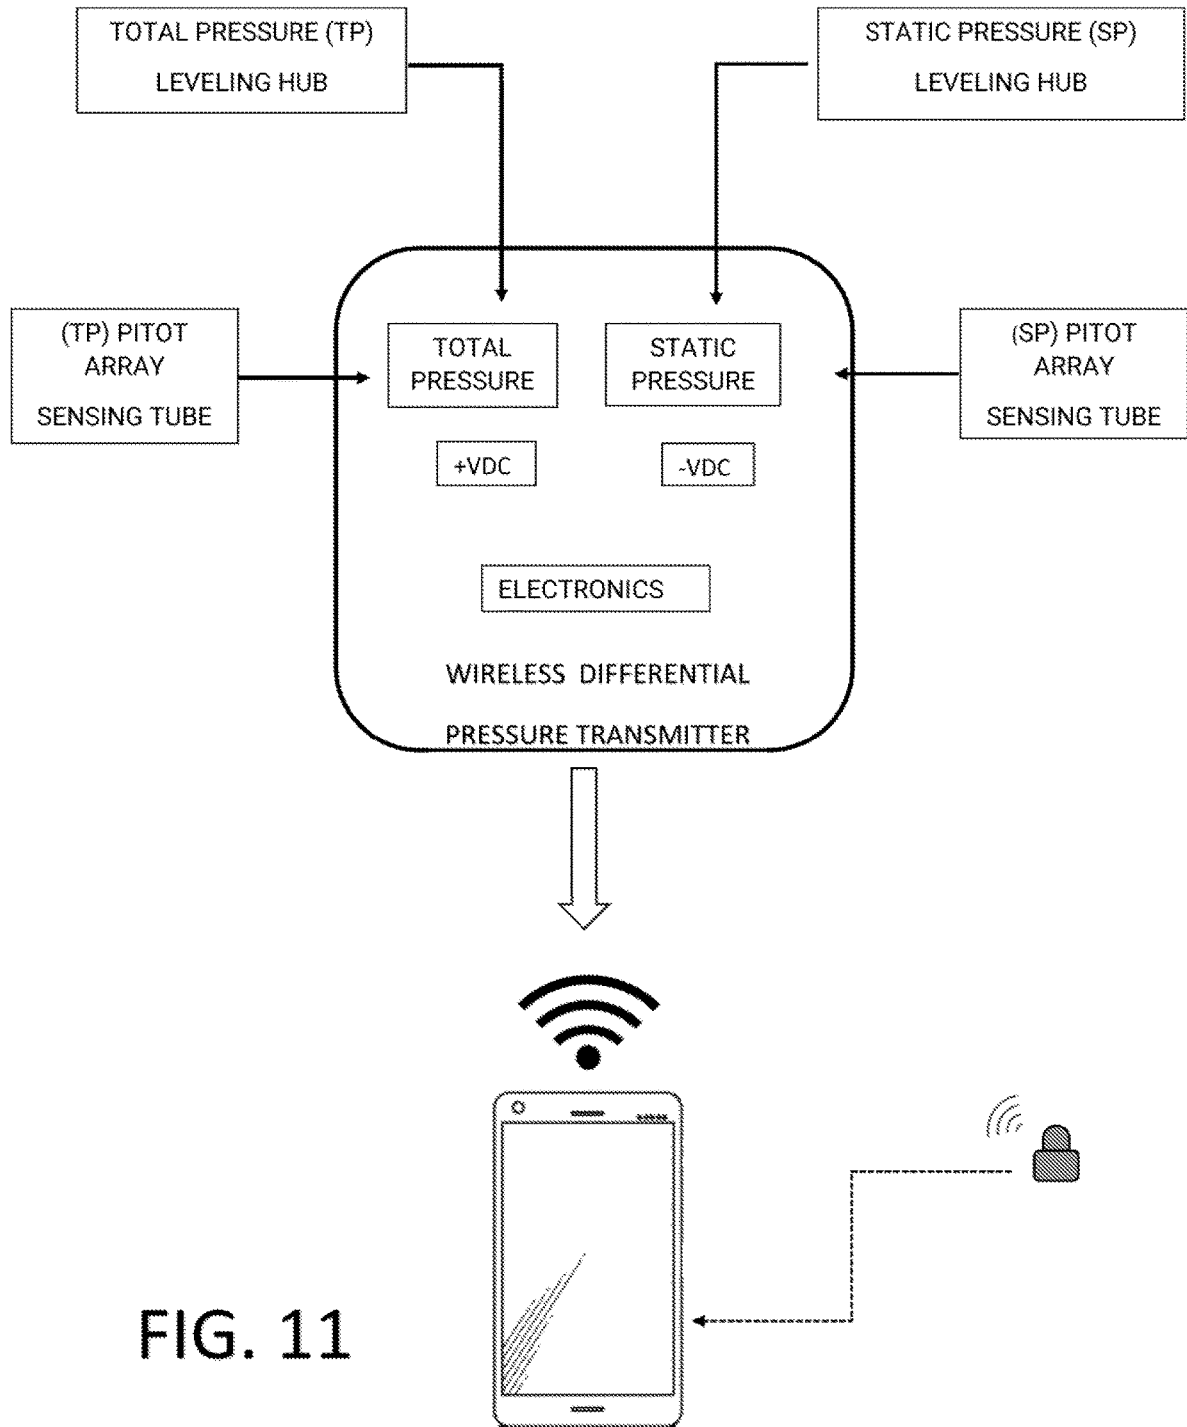 TOTAL PRESSURE (TP)
LEVELING HUB
STATIC PRESSURE (SP)
LEVELING HUB
(TP) PITOT
ARRAY
SENSING TUBE
TOTAL
PRESSURE
STATIC
PRESSURE
(SP) PITOT
ARRAY
SENSING TUBE
+VDC
-VDC
ELECTRONICS
WIRELESS DIFFERENTIAL
PRESSURE TRANSMITTER
FIG. 11